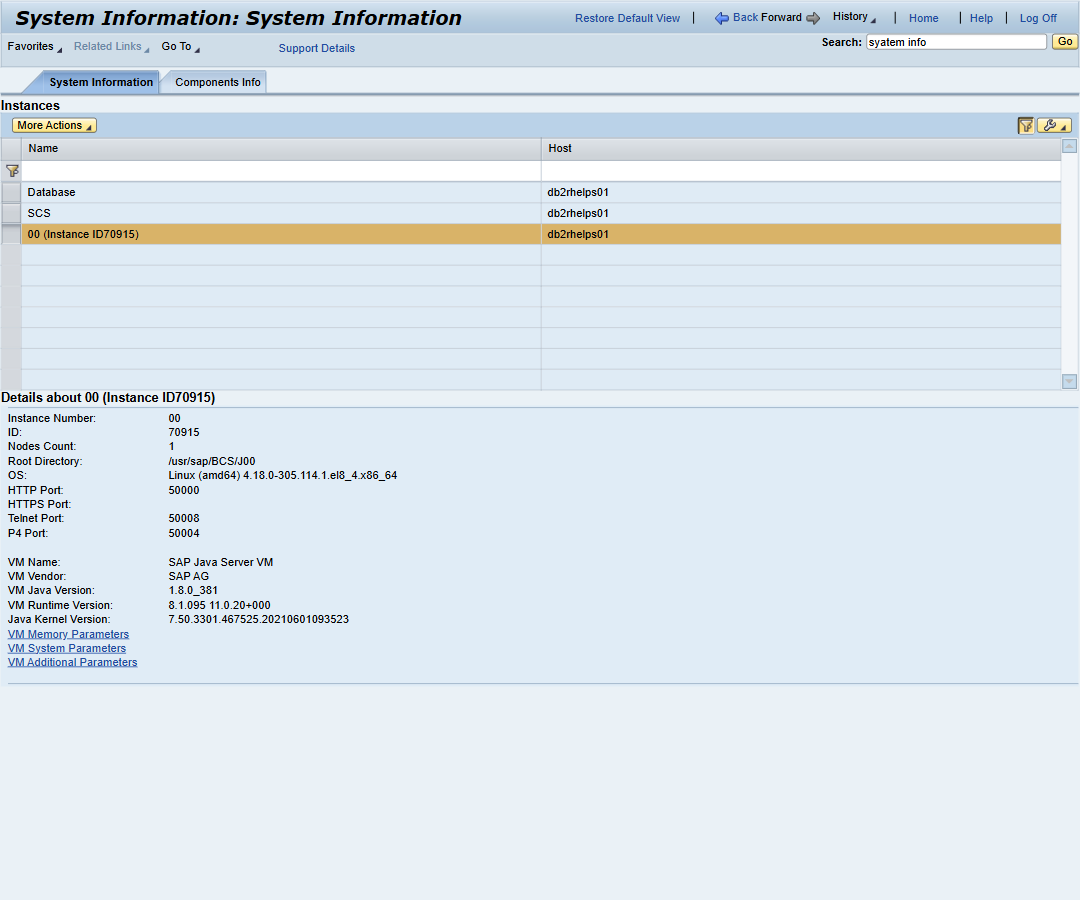 System Information: System Information
Restore Default View | Back Forward History | Home | Help | Log Off
Favorites Related Links Go To Support Details
Search: syatem info Go
System Information Components Info
Instances
More Actions
Name Host
Database db2rhelps01
SCS db2rhelps01
00 (Instance ID70915) db2rhelps01
Details about 00 (Instance ID70915)
Instance Number: 00
ID: 70915
Nodes Count: 1
Root Directory: /usr/sap/BCS/J00
OS: Linux (amd64) 4.18.0-305.114.1.el8_4.x86_64
HTTP Port: 50000
HTTPS Port:
Telnet Port: 50008
P4 Port: 50004
VM Name: SAP Java Server VM
VM Vendor: SAP AG
VM Java Version: 1.8.0_381
VM Runtime Version: 8.1.095 11.0.20+000
Java Kernel Version: 7.50.3301.467525.20210601093523
VM Memory Parameters
VM System Parameters
VM Additional Parameters